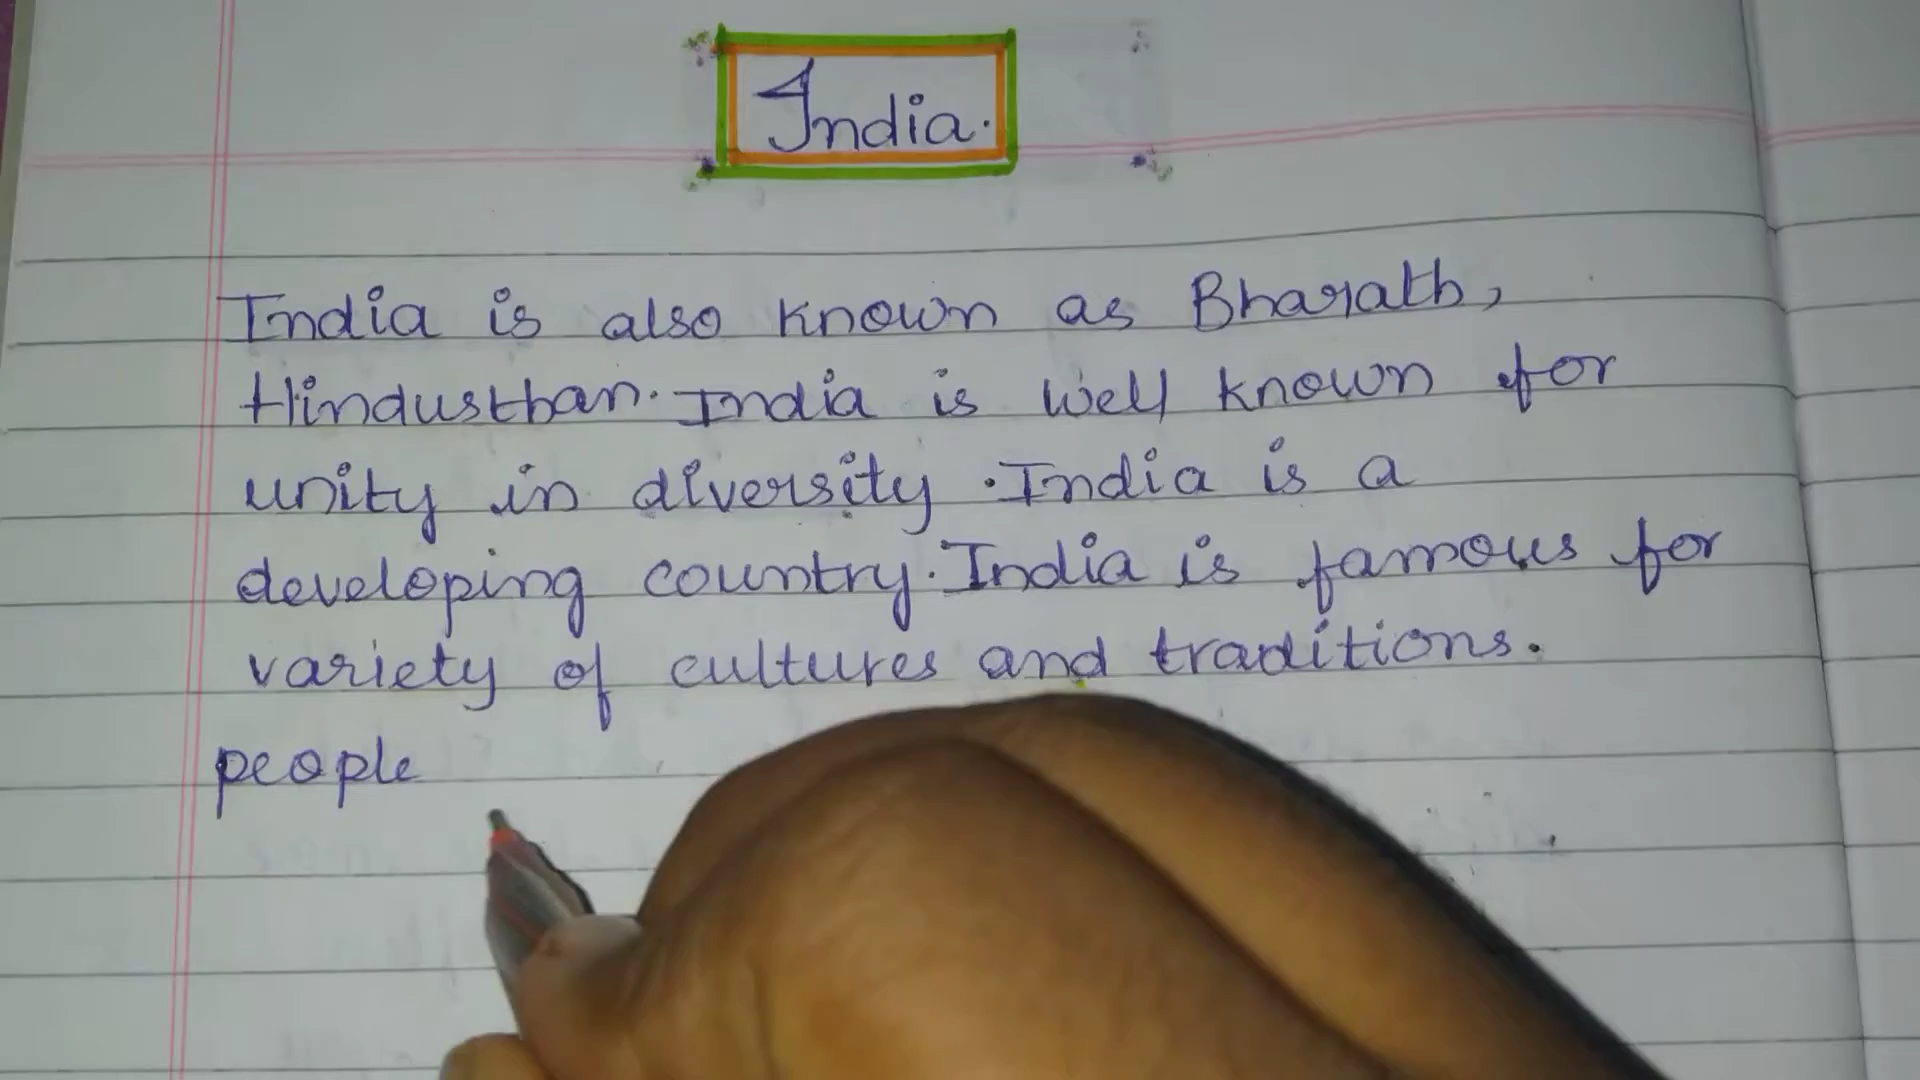 India.
India is also known as Bharath,
Hindusthan. India is well known for
unity in diversity. India is a
developing country. India is famous for
variety of cultures and traditions.
people